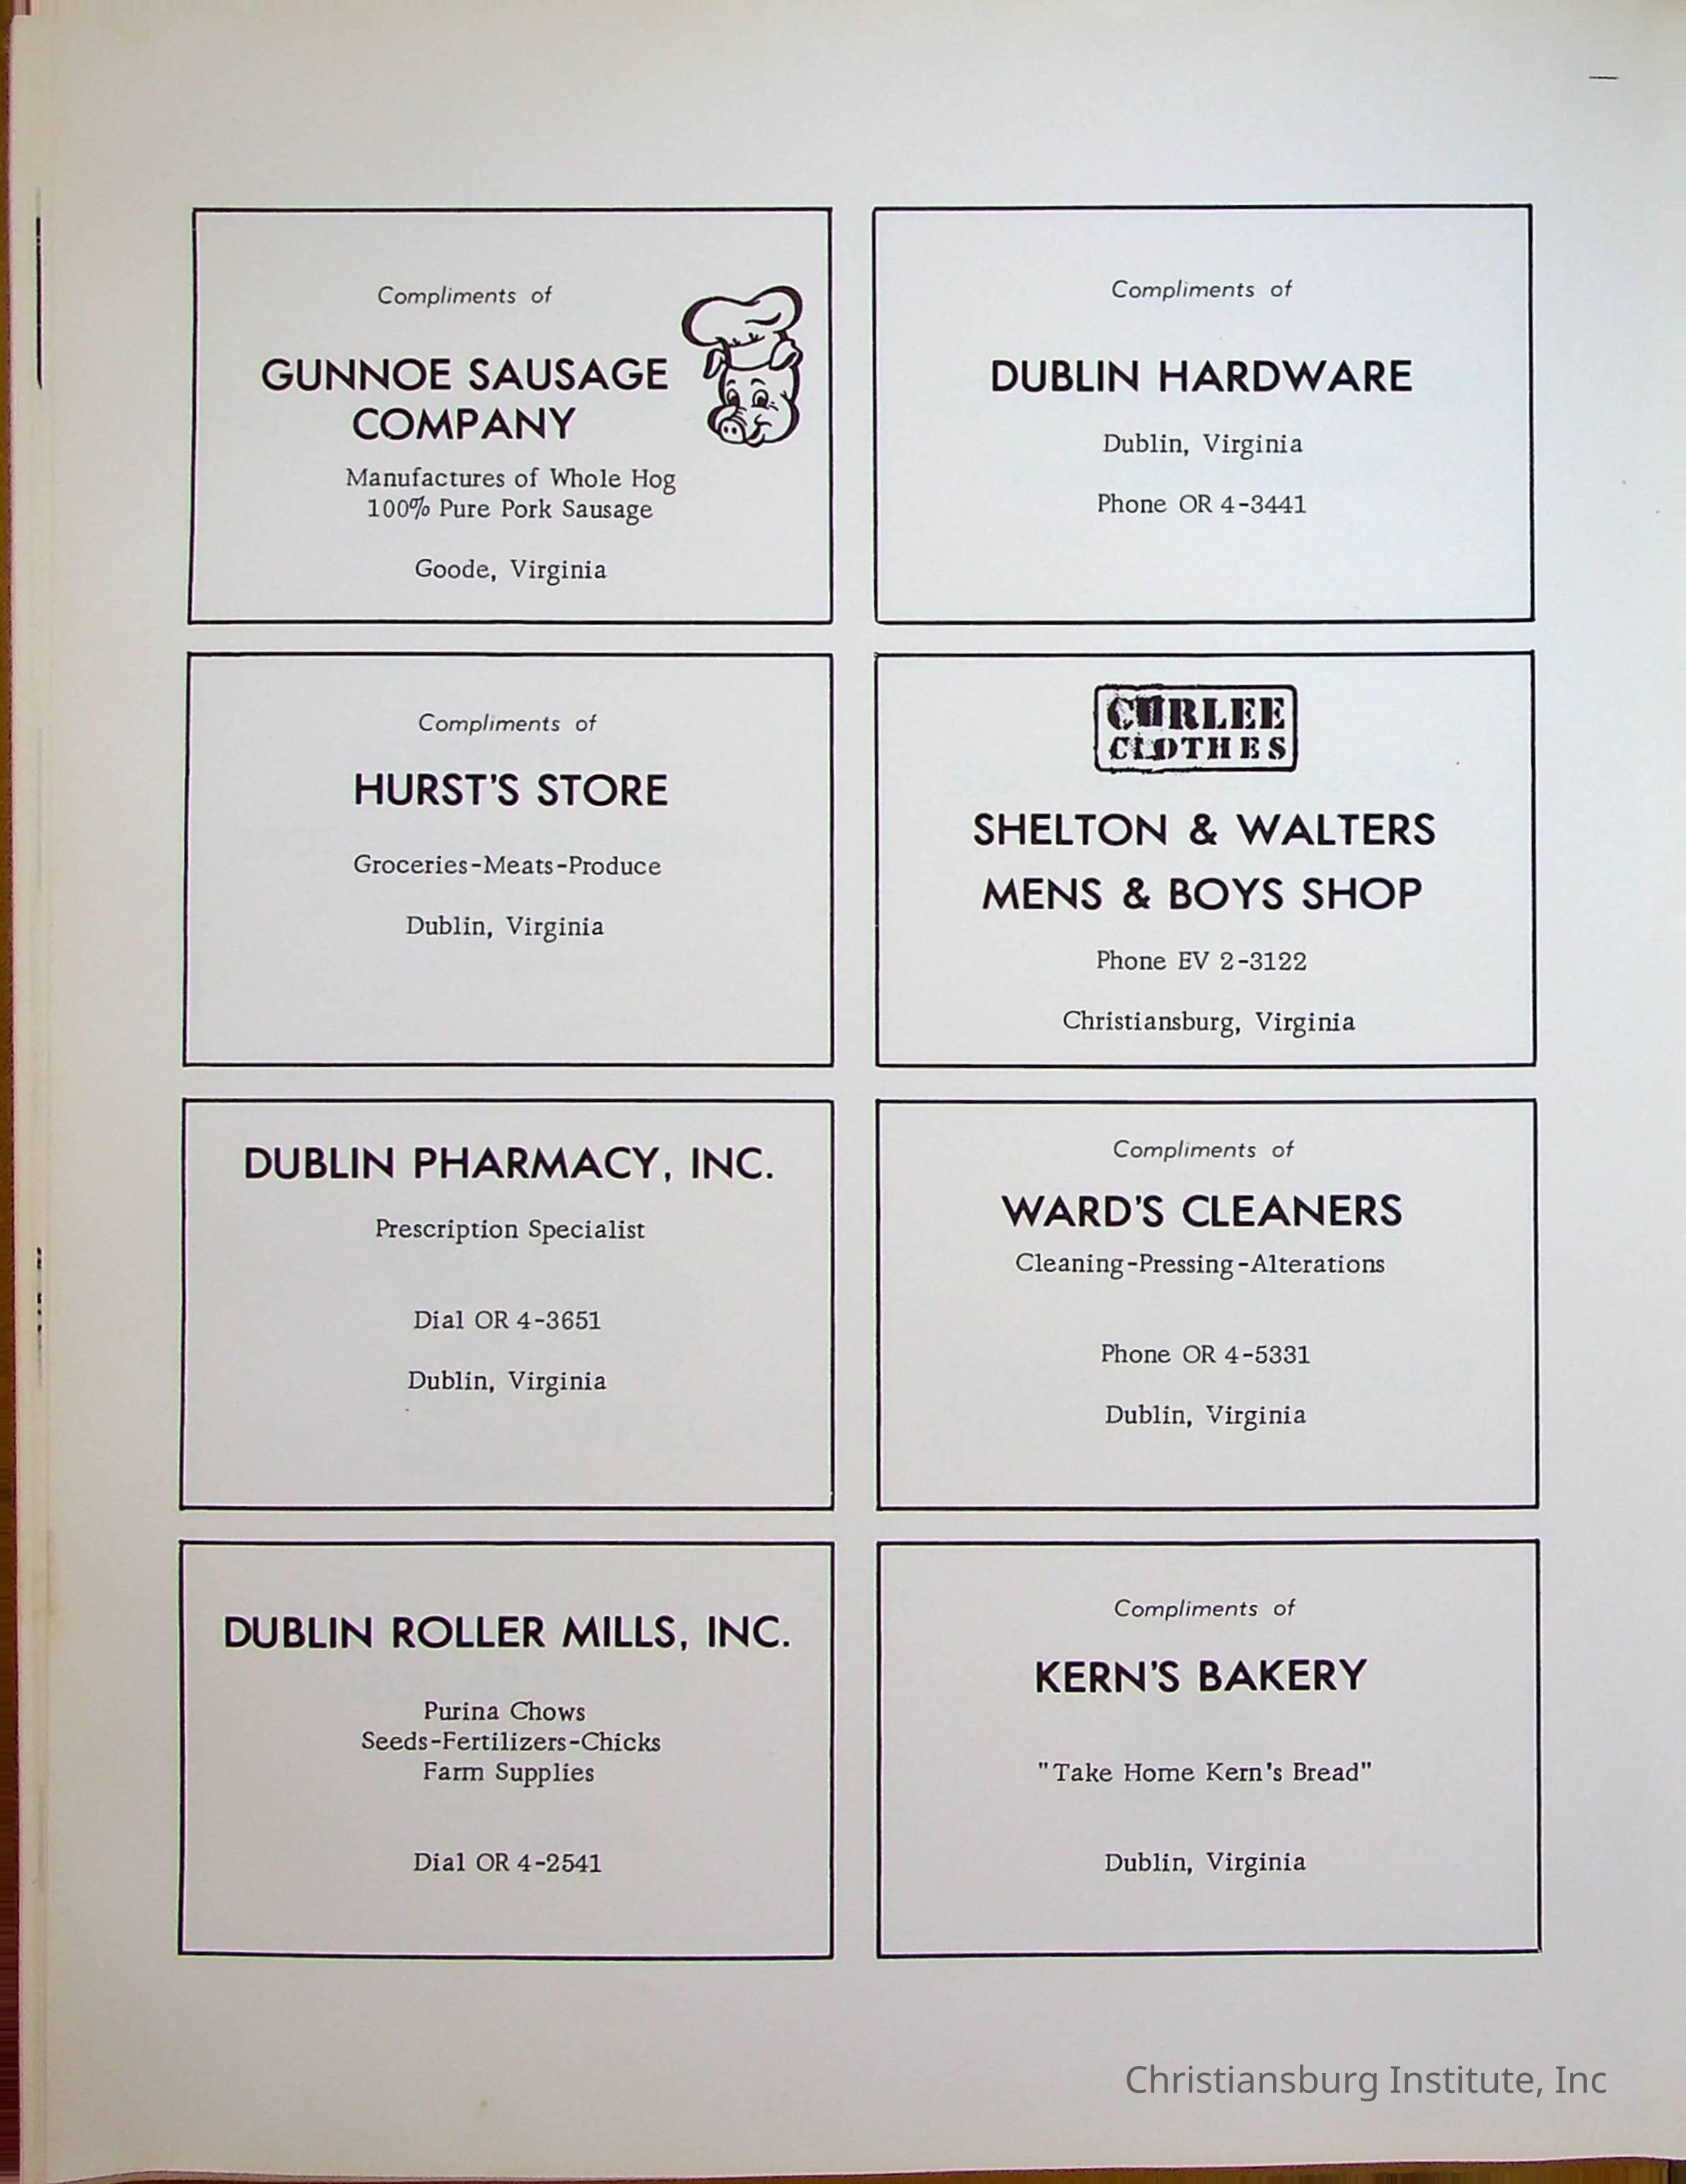 Compliments of
GUNNOE SAUSAGE
COMPANY
Manufactures of Whole Hog
100% Pure Pork Sausage
Goode, Virginia
Compliments of
DUBLIN HARDWARE
Dublin, Virginia
Phone OR 4-3441
Compliments of
HURST'S STORE
Groceries-Meats-Produce
Dublin, Virginia
CURLEE
CLOTHES
SHELTON & WALTERS
MENS & BOYS SHOP
Phone EV 2-3122
Christiansburg, Virginia
DUBLIN PHARMACY, INC.
Prescription Specialist
Dial OR 4-3651
Dublin, Virginia
Compliments of
WARD'S CLEANERS
Cleaning-Pressing-Alterations
Phone OR 4-5331
Dublin, Virginia
DUBLIN ROLLER MILLS, INC.
Purina Chows
Seeds-Fertilizers-Chicks
Farm Supplies
Dial OR 4-2541
Compliments of
KERN'S BAKERY
"Take Home Kern's Bread"
Dublin, Virginia
Christiansburg Institute, Inc